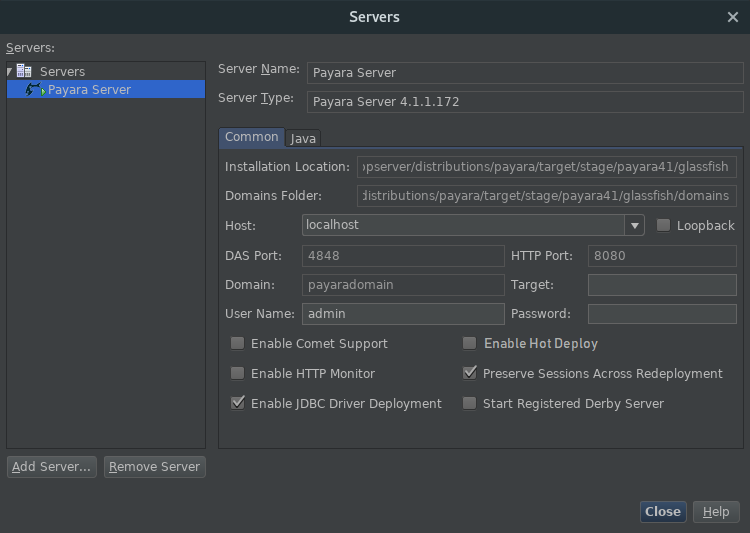 Servers
Servers:
Servers
Payara Server
Server Name: Payara Server
Server Type: Payara Server 4.1.1.172
Common Java
Installation Location: opserver/distributions/payara/target/stage/payara41/glassfish
Domains Folder: distributions/payara/target/stage/payara41/glassfish/domains
Host: localhost Loopback
DAS Port: 4848 HTTP Port: 8080
Domain: payaradomain Target:
User Name: admin Password:
Enable Comet Support Enable Hot Deploy
Enable HTTP Monitor Preserve Sessions Across Redeployment
Enable JDBC Driver Deployment Start Registered Derby Server
Add Server... Remove Server
Close Help